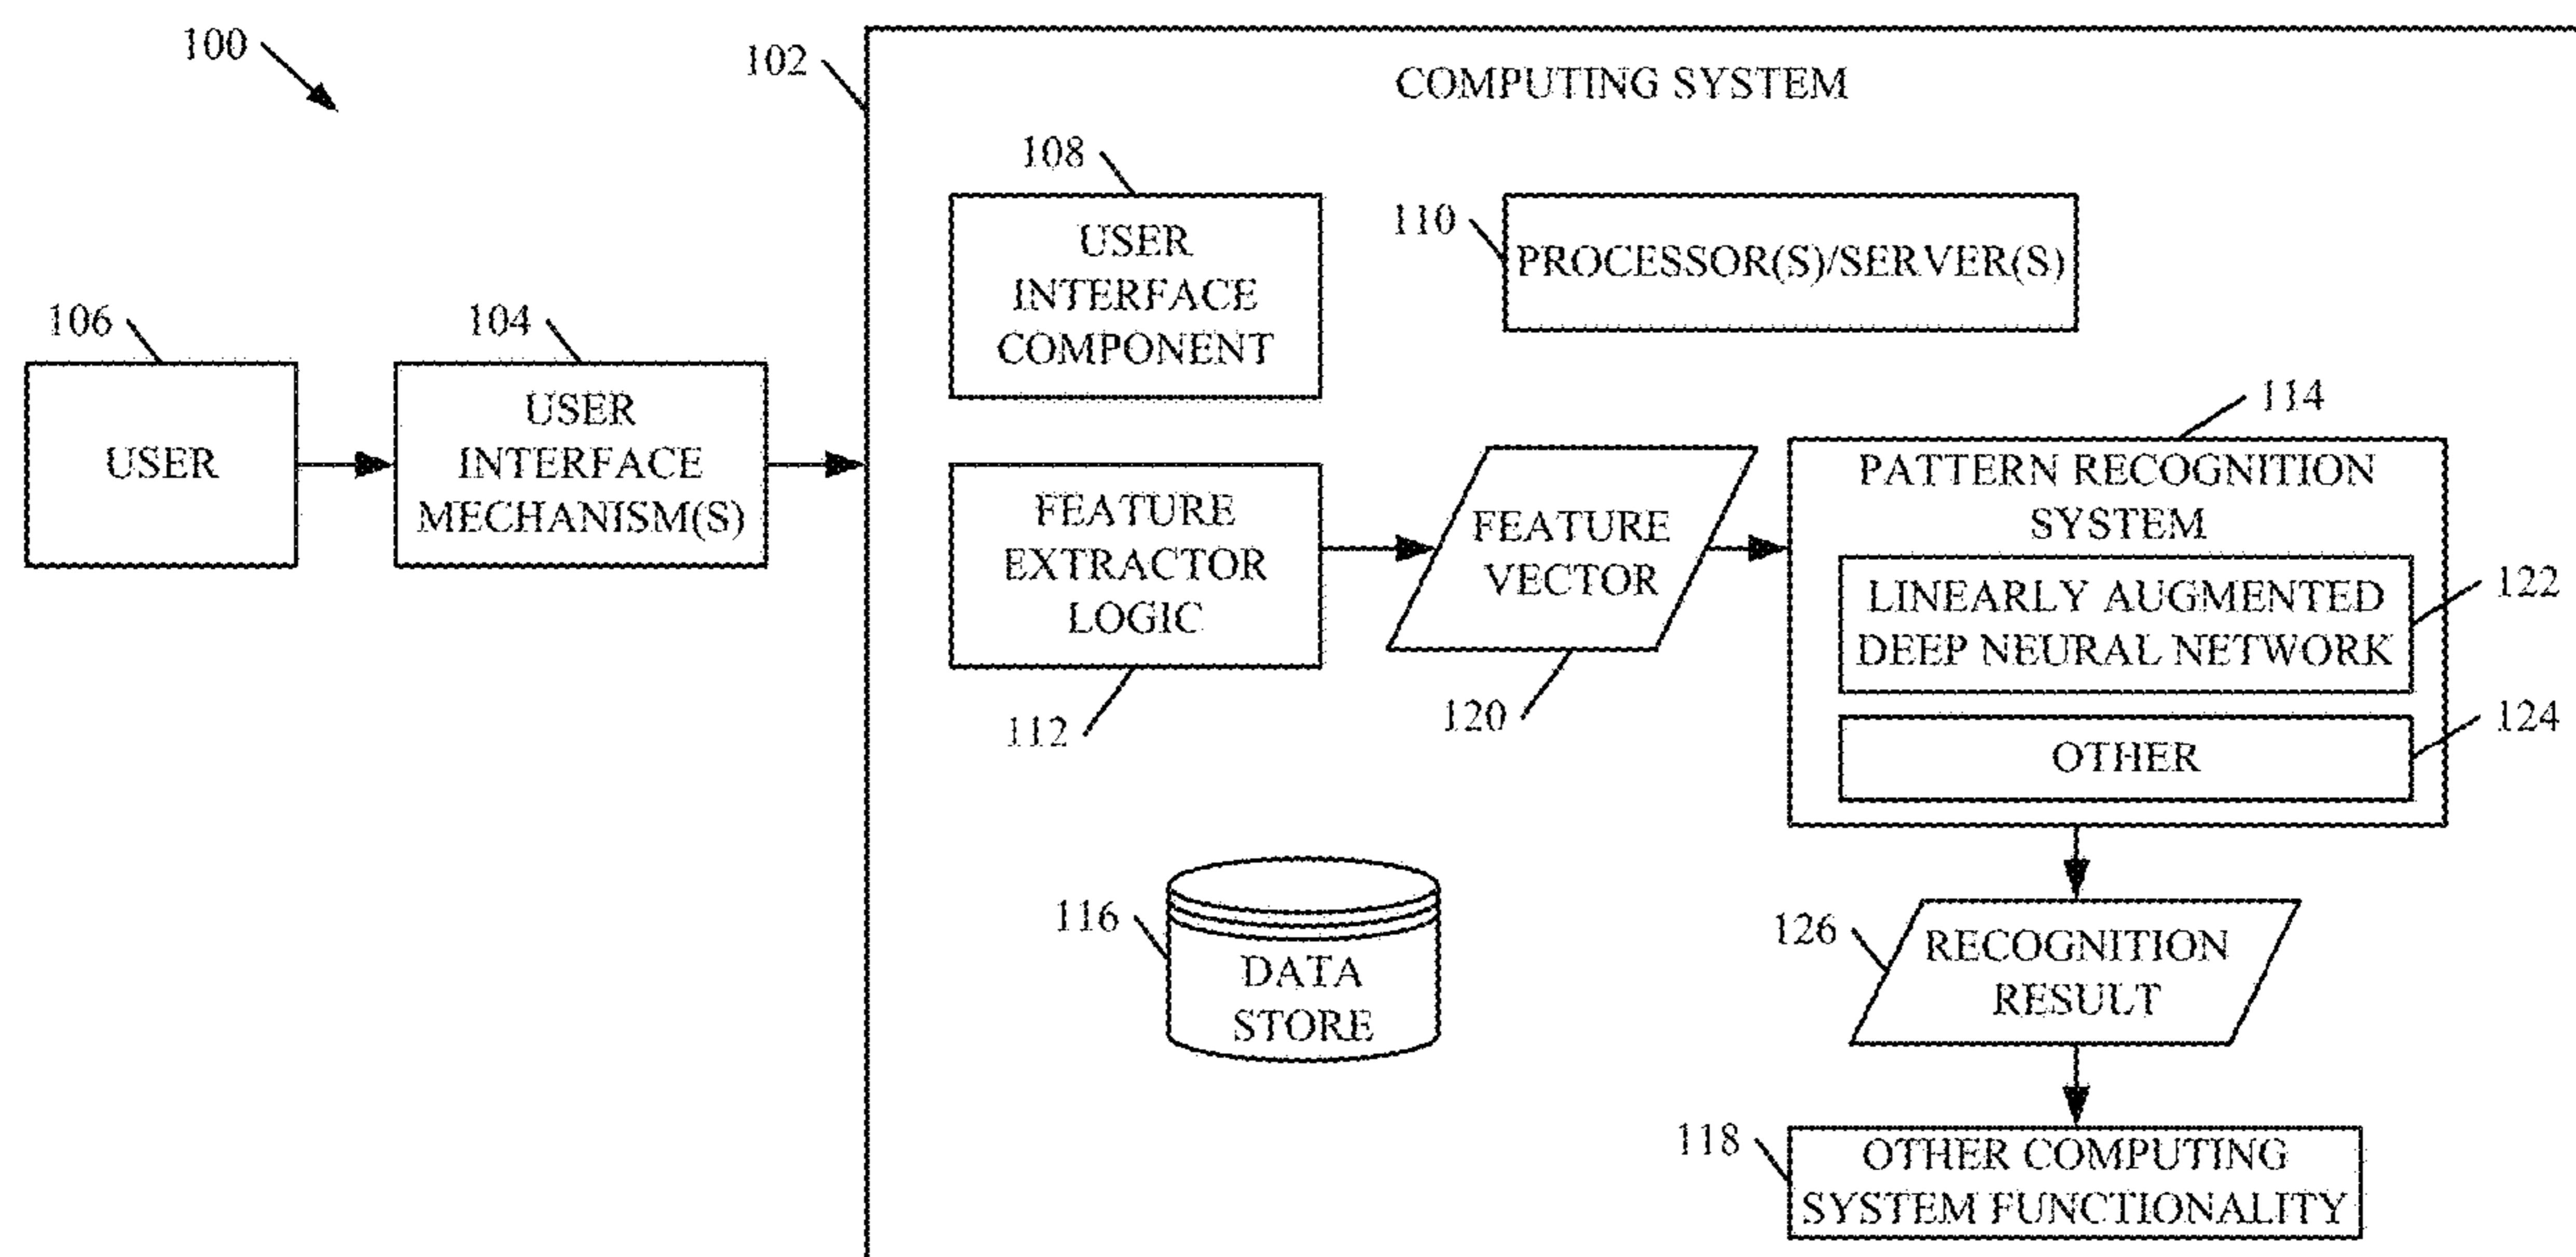 100
102
COMPUTING SYSTEM
108
USER
INTERFACE
COMPONENT
110
PROCESSOR(S)/SERVER(S)
106
USER
104
USER
INTERFACE
MECHANISM(S)
FEATURE
EXTRACTOR
LOGIC
112
FEATURE
VECTOR
120
114
PATTERN RECOGNITION
SYSTEM
LINEARLY AUGMENTED
DEEP NEURAL NETWORK
122
OTHER
124
116
DATA
STORE
126
RECOGNITION
RESULT
118
OTHER COMPUTING
SYSTEM FUNCTIONALITY